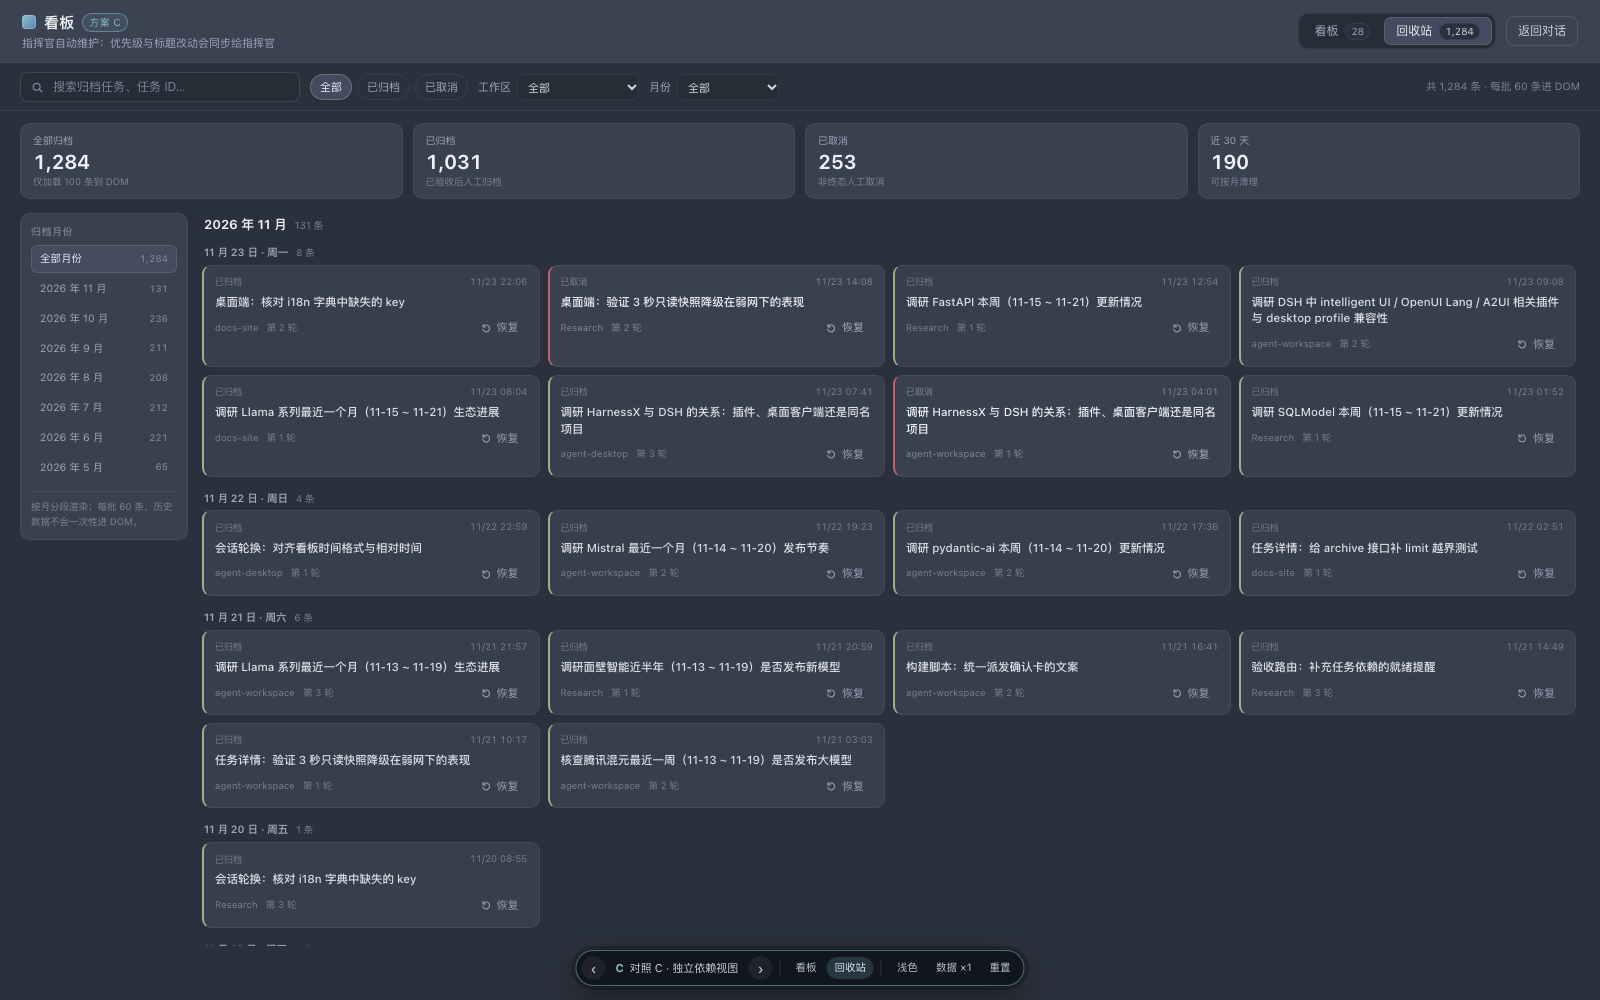 看板 方案 C
指挥官自动维护：优先级与标题改动会同步给指挥官
看板 28 回收站 1,284 返回对话
搜索归档任务、任务 ID... 全部 已归档 已取消 工作区 全部 月份 全部 共 1,284 条 · 每批 60 条进 DOM
全部归档
1,284
仅加载 100 条到 DOM
已归档
1,031
已验收后人工归档
已取消
253
非终态人工取消
近 30 天
190
可按月清理
归档月份
全部月份 1,284
2026 年 11 月 131
2026 年 10 月 236
2026 年 9 月 211
2026 年 8 月 208
2026 年 7 月 212
2026 年 6 月 221
2026 年 5 月 65
按月分段渲染：每批 60 条，历史
数据不会一次性进 DOM。
2026 年 11 月 131 条
11 月 23 日 · 周一 8 条
已归档 11/23 22:06
桌面端：核对 i18n 字典中缺失的 key
docs-site 第 2 轮 恢复
已取消 11/23 14:08
桌面端：验证 3 秒只读快照降级在弱网下的表现
Research 第 2 轮 恢复
已归档 11/23 12:54
调研 FastAPI 本周（11-15 ~ 11-21）更新情况
Research 第 1 轮 恢复
已归档 11/23 09:08
调研 DSH 中 intelligent UI / OpenUI Lang / A2UI 相关插件
与 desktop profile 兼容性
agent-workspace 第 2 轮 恢复
已归档 11/23 08:04
调研 Llama 系列最近一个月（11-15 ~ 11-21）生态进展
docs-site 第 1 轮 恢复
已归档 11/23 07:41
调研 HarnessX 与 DSH 的关系：插件、桌面客户端还是同名
项目
agent-desktop 第 3 轮 恢复
已取消 11/23 04:01
调研 HarnessX 与 DSH 的关系：插件、桌面客户端还是同名
项目
agent-workspace 第 1 轮 恢复
已归档 11/23 01:52
调研 SQLModel 本周（11-15 ~ 11-21）更新情况
Research 第 1 轮 恢复
11 月 22 日 · 周日 4 条
已归档 11/22 22:59
会话轮换：对齐看板时间格式与相对时间
agent-desktop 第 1 轮 恢复
已归档 11/22 19:23
调研 Mistral 最近一个月（11-14 ~ 11-20）发布节奏
agent-workspace 第 2 轮 恢复
已归档 11/22 17:36
调研 pydantic-ai 本周（11-14 ~ 11-20）更新情况
agent-workspace 第 2 轮 恢复
已归档 11/22 02:51
任务详情：给 archive 接口补 limit 越界测试
docs-site 第 1 轮 恢复
11 月 21 日 · 周六 6 条
已归档 11/21 21:57
调研 Llama 系列最近一个月（11-13 ~ 11-19）生态进展
agent-workspace 第 3 轮 恢复
已归档 11/21 20:59
调研面壁智能近半年（11-13 ~ 11-19）是否发布新模型
Research 第 1 轮 恢复
已归档 11/21 16:41
构建脚本：统一派发确认卡的文案
agent-workspace 第 2 轮 恢复
已归档 11/21 14:49
验收路由：补充任务依赖的就绪提醒
Research 第 3 轮 恢复
已归档 11/21 10:17
任务详情：验证 3 秒只读快照降级在弱网下的表现
agent-workspace 第 1 轮 恢复
已归档 11/21 03:03
核查腾讯混元最近一周（11-13 ~ 11-19）是否发布大模型
agent-workspace 第 2 轮 恢复
11 月 20 日 · 周五 1 条
已归档 11/20 08:55
会话轮换：核对 i18n 字典中缺失的 key
Research 第 3 轮 恢复
‹ C 对照 C · 独立依赖视图 › 看板 回收站 浅色 数据 ×1 重置